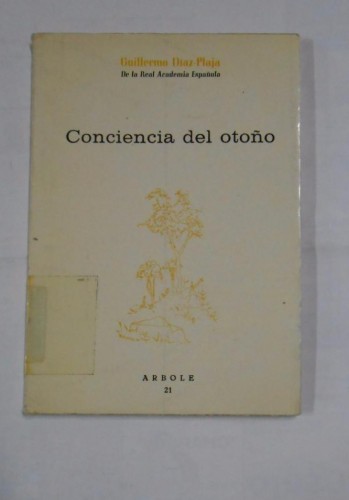 Guillermo Díaz-Plaja
De la Real Academia Española
Conciencia del otoño
ARBOLE
21